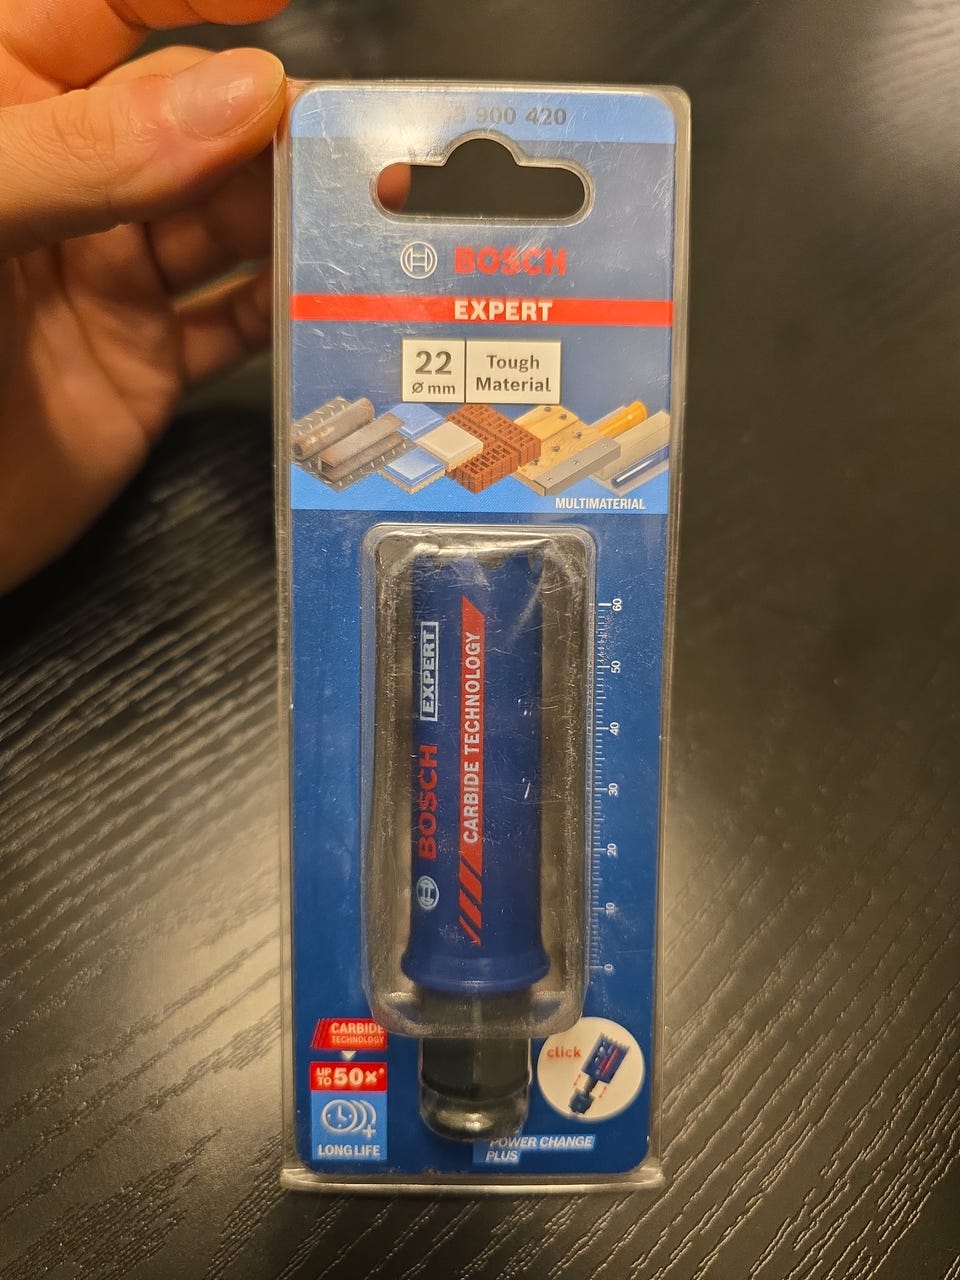 900 420
BOSCH
EXPERT
22
Ø mm
Tough
Material
MULTIMATERIAL
60
50
40
30
20
10
0
BOSCH
EXPERT
CARBIDE TECHNOLOGY
CARBIDE
TECHNOLOGY
UP TO 50x*
LONG LIFE
click
POWER CHANGE
PLUS